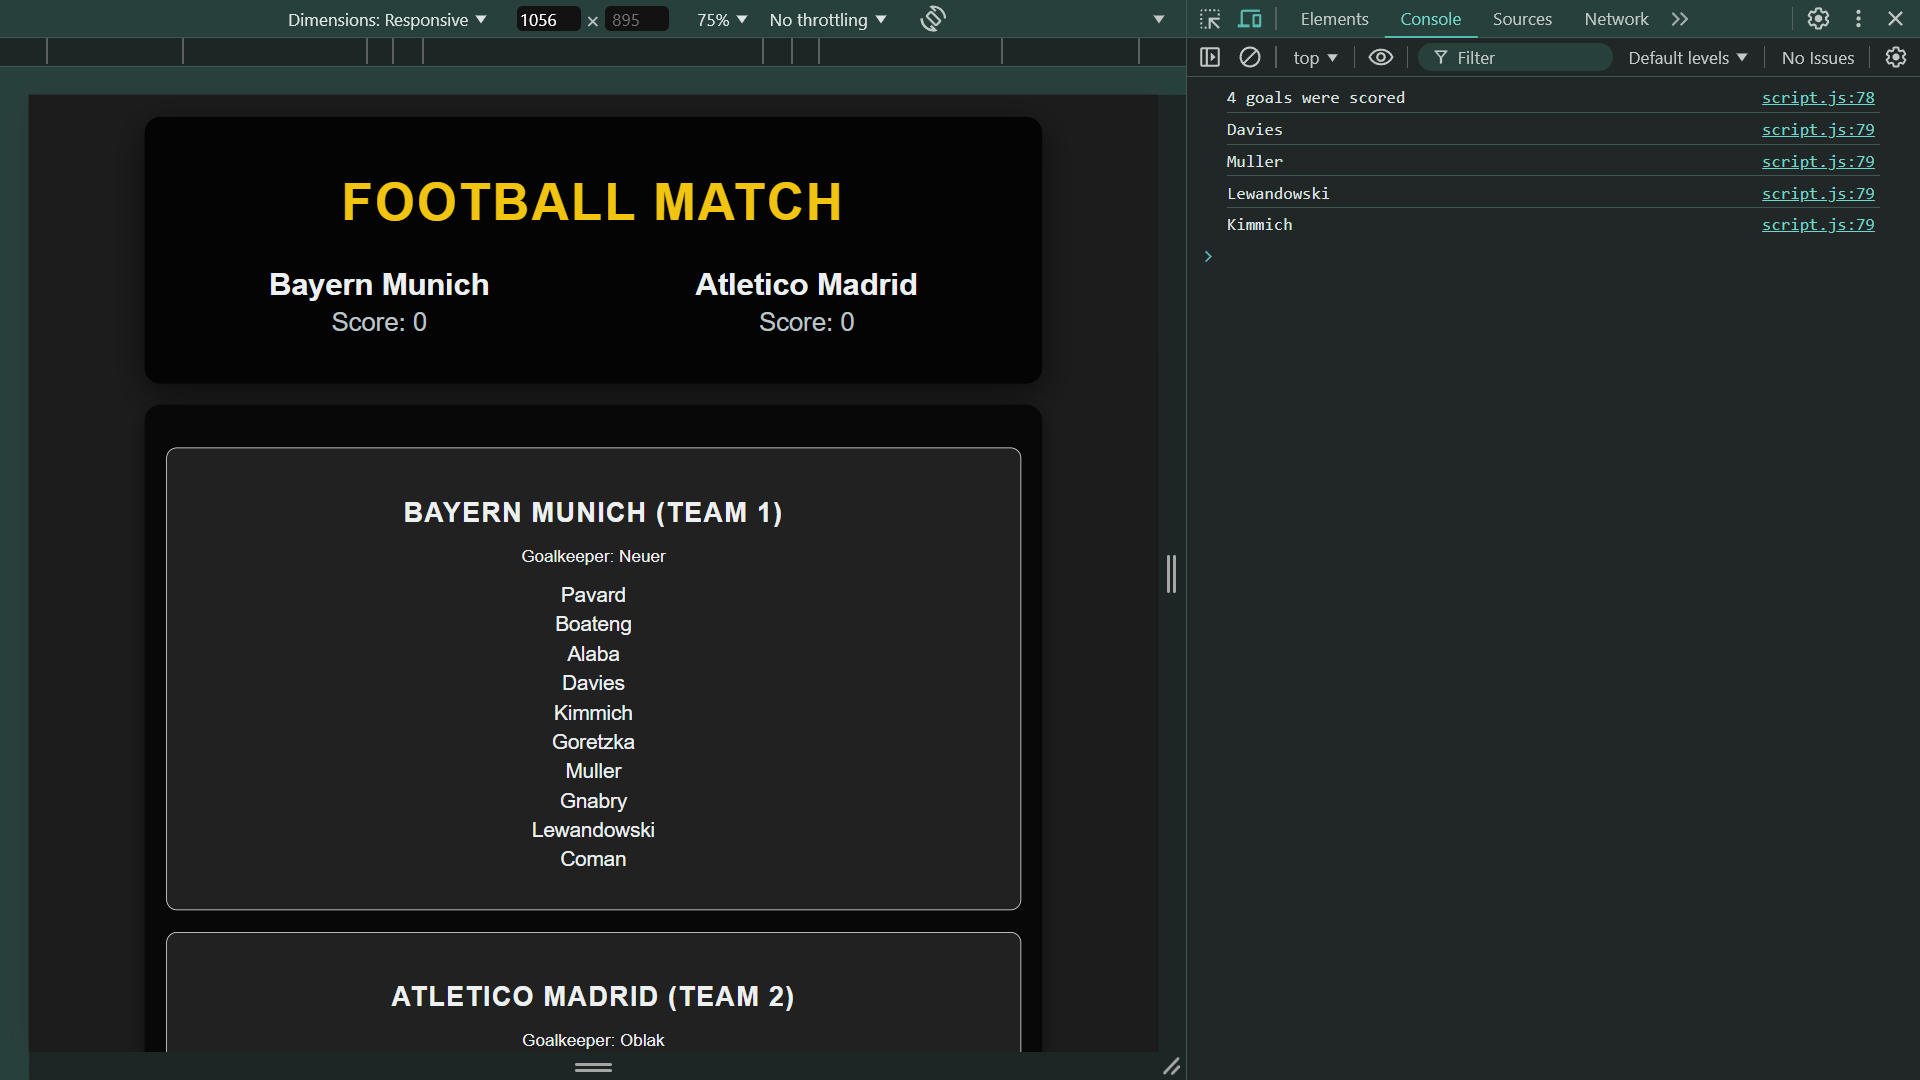 Dimensions: Responsive 1056 × 895 75% No throttling
FOOTBALL MATCH
Bayern Munich
Score: 0
Atletico Madrid
Score: 0
BAYERN MUNICH (TEAM 1)
Goalkeeper: Neuer
Pavard
Boateng
Alaba
Davies
Kimmich
Goretzka
Muller
Gnabry
Lewandowski
Coman
ATLETICO MADRID (TEAM 2)
Goalkeeper: Oblak
Elements Console Sources Network
top Filter Default levels No Issues
4 goals were scored script.js:78
Davies script.js:79
Muller script.js:79
Lewandowski script.js:79
Kimmich script.js:79